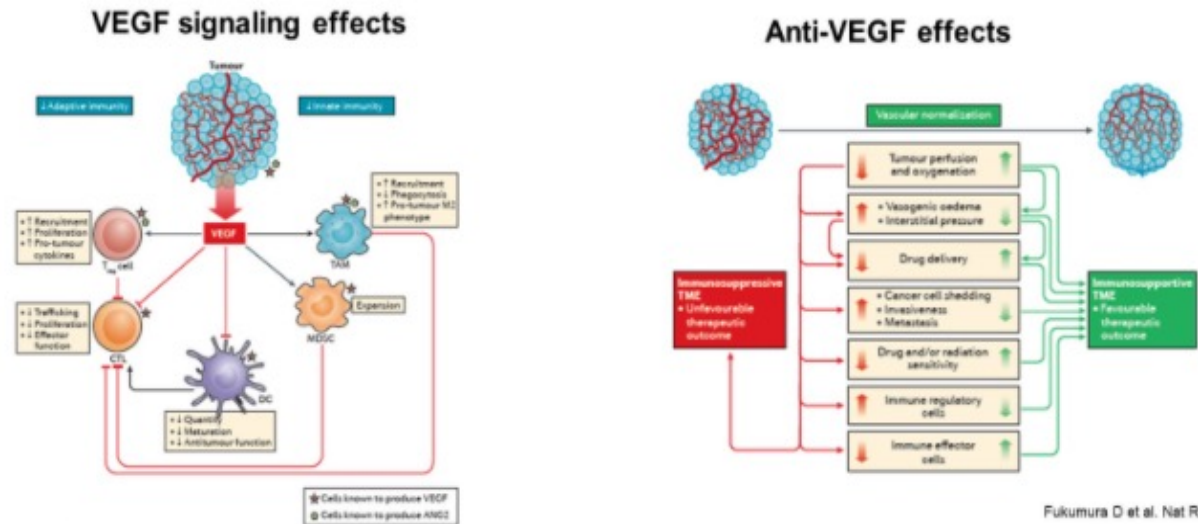 VEGF signaling effects
Tumour
↓ Adaptive immunity
↓ Innate immunity
• ↑ Recruitment
• ↓ Phagocytosis
• ↑ Pro-tumour M2
phenotype
• ↑ Recruitment
• ↑ Proliferation
• ↑ Pro-tumour
cytokines
VEGF
Treg cell
TAM
• ↓ Trafficking
• ↓ Proliferation
• ↓ Effector
function
CTL
Expansion
MDSC
DC
• ↓ Quantity
• ↓ Maturation
• ↓ Antitumour function
Cells known to produce VEGF
Cells known to produce ANG2
Anti-VEGF effects
Vascular normalization
Tumour perfusion
and oxygenation
• Vasogenic oedema
• Interstitial pressure
Drug delivery
Immunosuppressive
TME
• Unfavourable
therapeutic
outcome
• Cancer cell shedding
• Invasiveness
• Metastasis
Immunosupportive
TME
• Favourable
therapeutic
outcome
Drug and/or radiation
sensitivity
Immune regulatory
cells
Immune effector
cells
Fukumura D et al. Nat R